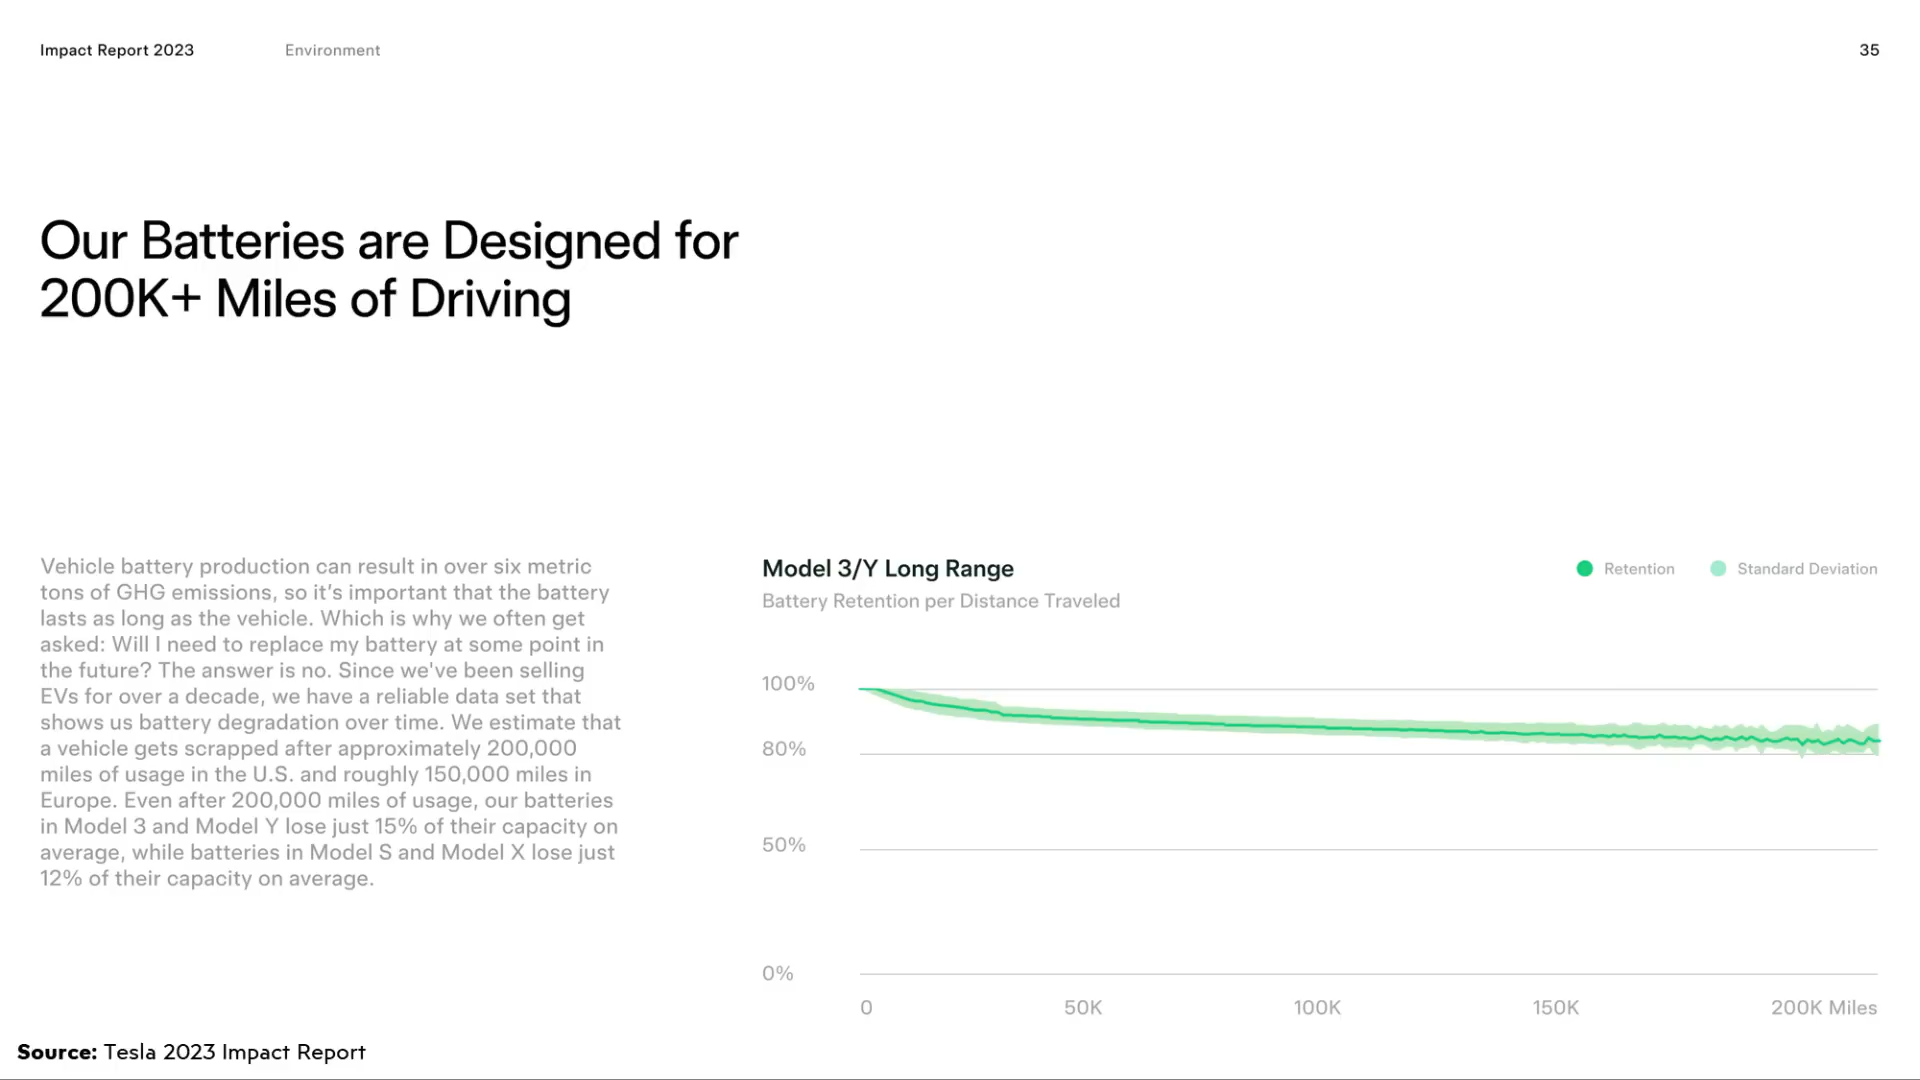 Impact Report 2023
Environment
35
Our Batteries are Designed for
200K+ Miles of Driving
Vehicle battery production can result in over six metric
tons of GHG emissions, so it’s important that the battery
lasts as long as the vehicle. Which is why we often get
asked: Will I need to replace my battery at some point in
the future? The answer is no. Since we've been selling
EVs for over a decade, we have a reliable data set that
shows us battery degradation over time. We estimate that
a vehicle gets scrapped after approximately 200,000
miles of usage in the U.S. and roughly 150,000 miles in
Europe. Even after 200,000 miles of usage, our batteries
in Model 3 and Model Y lose just 15% of their capacity on
average, while batteries in Model S and Model X lose just
12% of their capacity on average.
Model 3/Y Long Range
Battery Retention per Distance Traveled
Retention
Standard Deviation
100%
80%
50%
0%
0
50K
100K
150K
200K Miles
Source: Tesla 2023 Impact Report